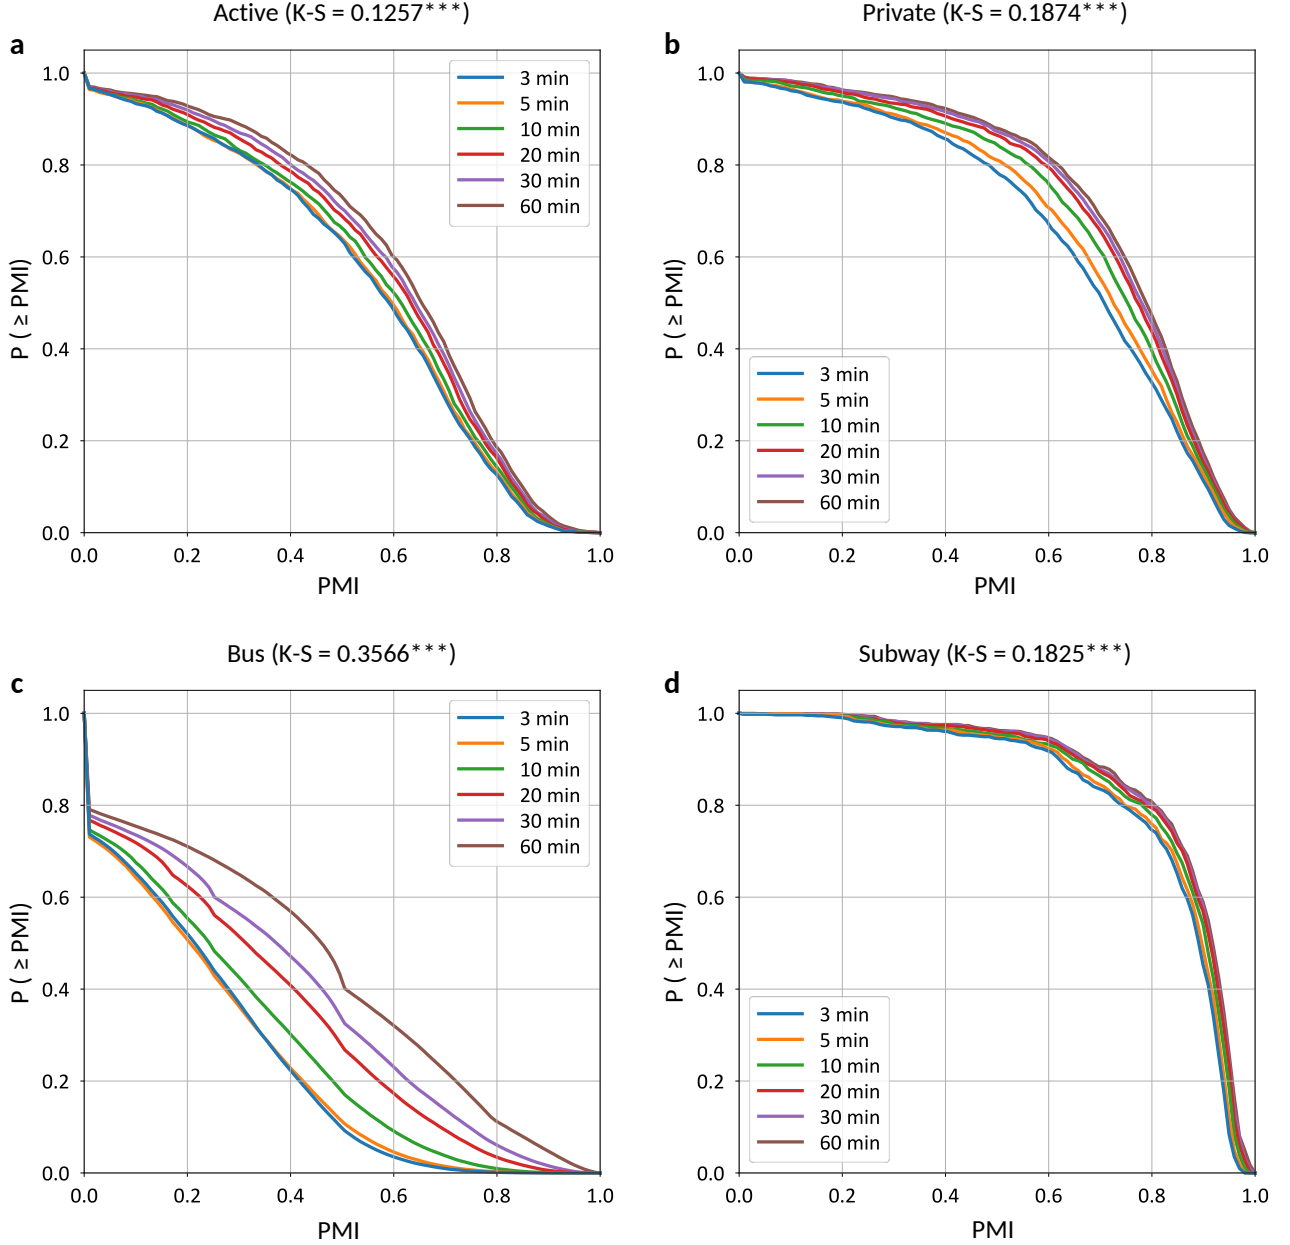 Active (K-S = 0.1257***)
a
1.0
0.8
0.6
0.4
0.2
0.0
P ( ≥ PMI)
3 min
5 min
10 min
20 min
30 min
60 min
0.0 0.2 0.4 0.6 0.8 1.0
PMI
Private (K-S = 0.1874***)
b
1.0
0.8
0.6
0.4
0.2
0.0
P ( ≥ PMI)
3 min
5 min
10 min
20 min
30 min
60 min
0.0 0.2 0.4 0.6 0.8 1.0
PMI
Bus (K-S = 0.3566***)
c
1.0
0.8
0.6
0.4
0.2
0.0
P ( ≥ PMI)
3 min
5 min
10 min
20 min
30 min
60 min
0.0 0.2 0.4 0.6 0.8 1.0
PMI
Subway (K-S = 0.1825***)
d
1.0
0.8
0.6
0.4
0.2
0.0
P ( ≥ PMI)
3 min
5 min
10 min
20 min
30 min
60 min
0.0 0.2 0.4 0.6 0.8 1.0
PMI